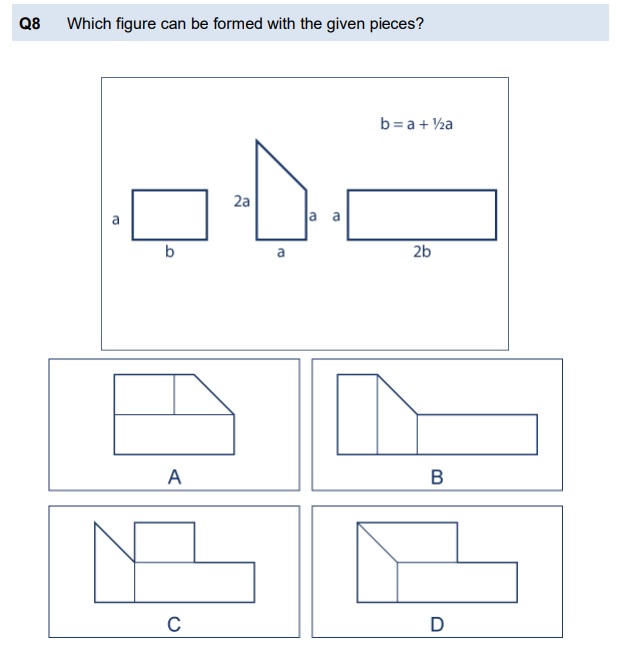 Q8 Which figure can be formed with the given pieces?
b = a + ½a
2a
a
a
a
b
a
2b
A
B
C
D